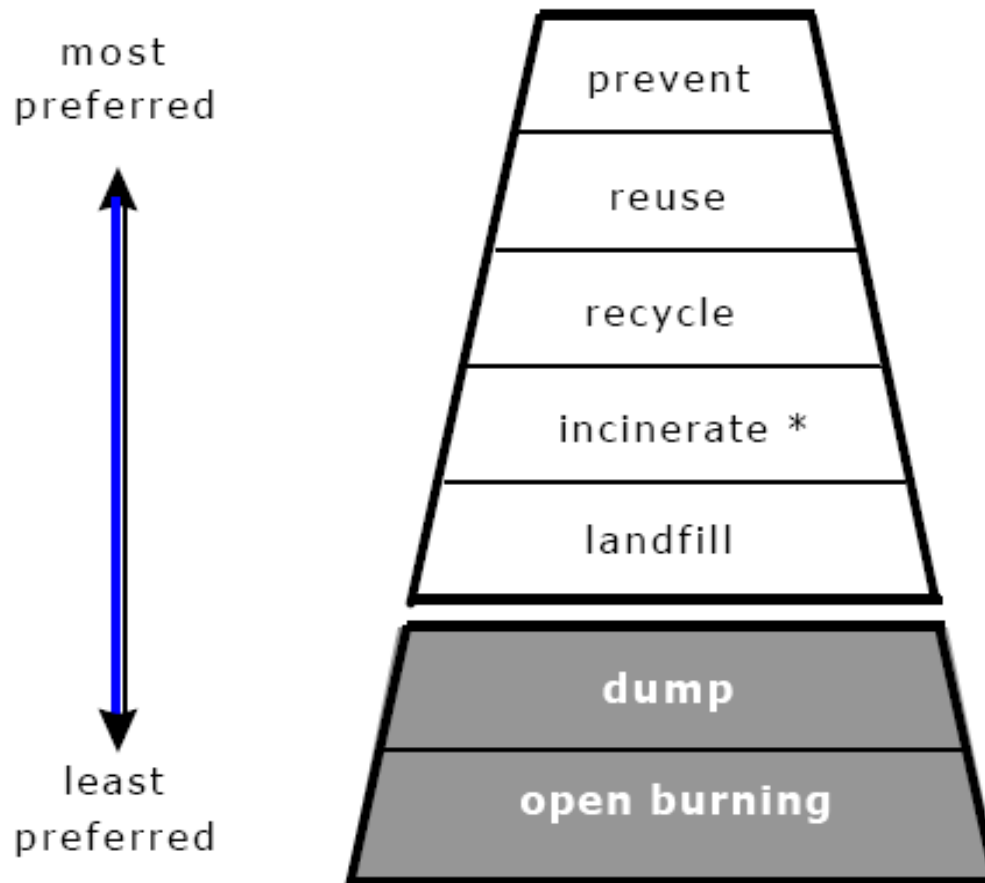 most
preferred
prevent
reuse
recycle
incinerate *
landfill
dump
open burning
least
preferred